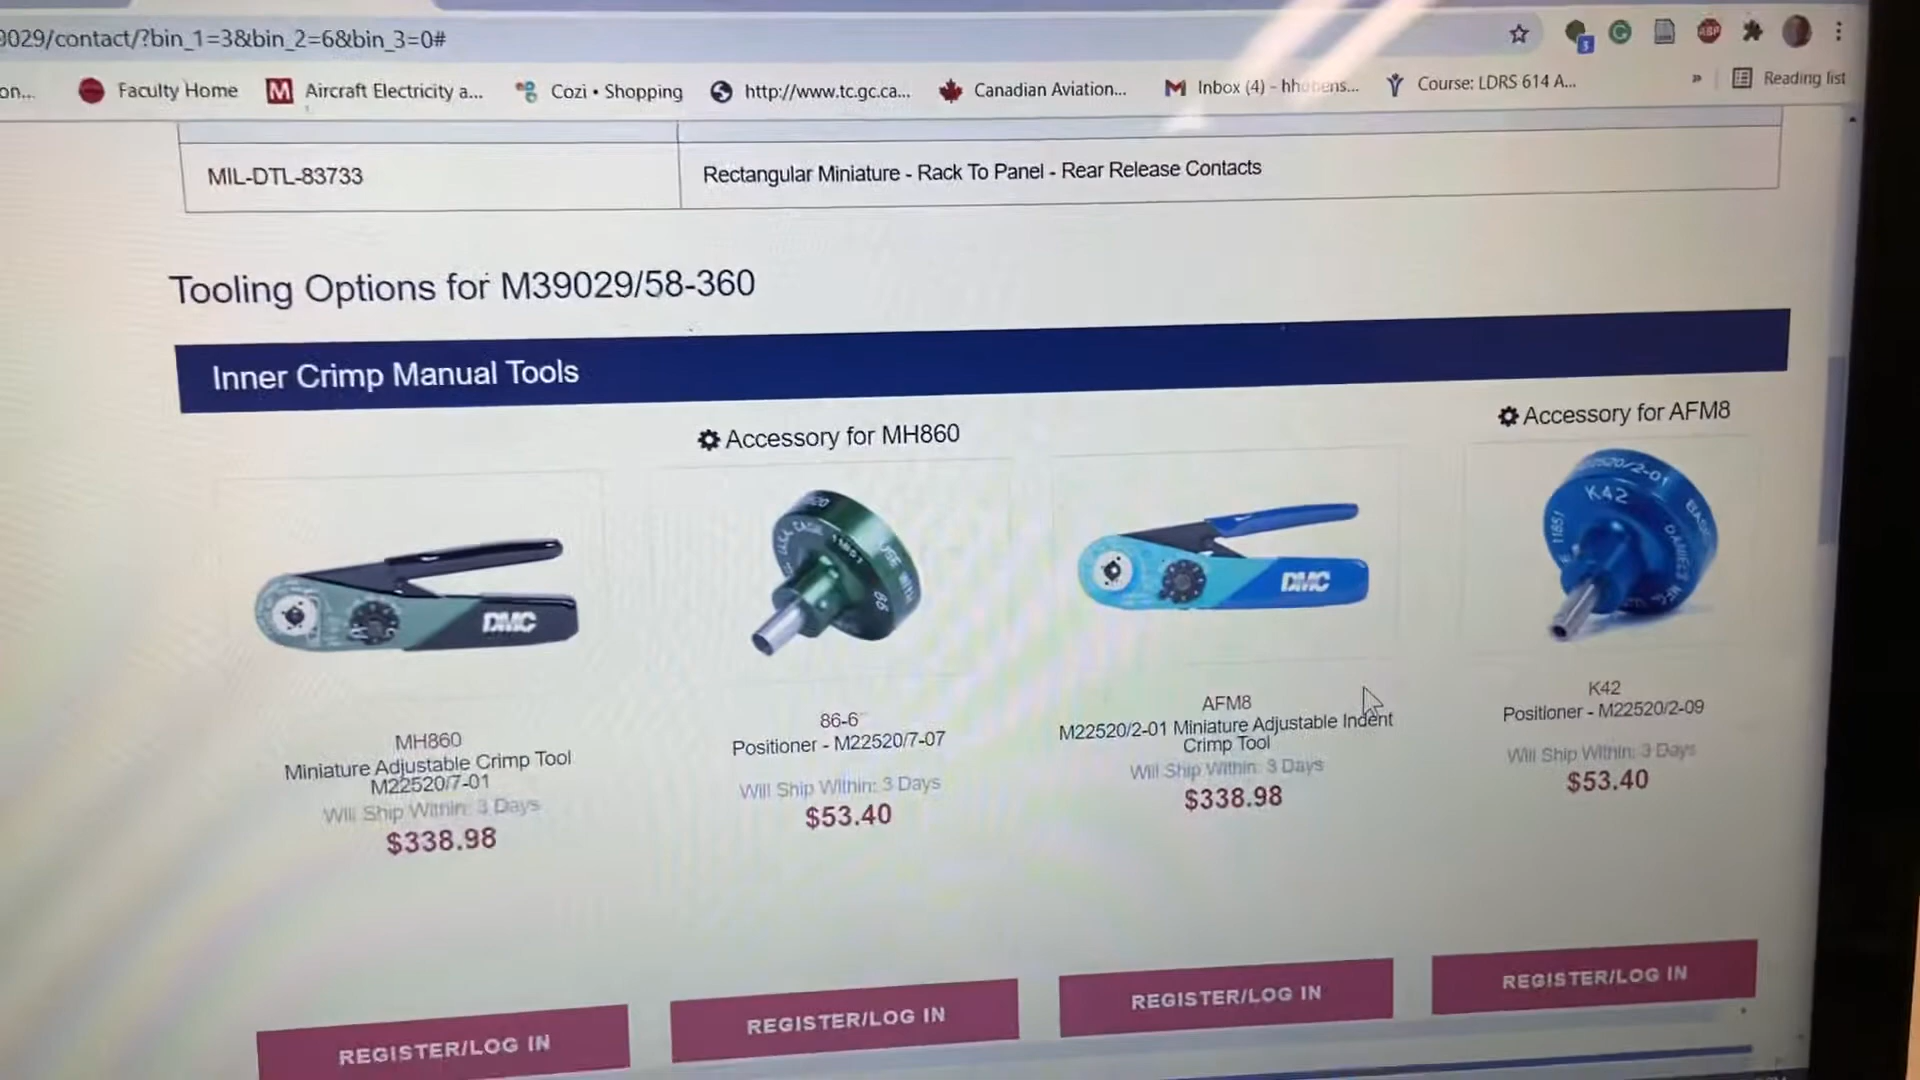 9029/contact/?bin_1=3&bin_2=6&bin_3=0#
on... Faculty Home Aircraft Electricity a... Cozi • Shopping http://www.tc.gc.ca... Canadian Aviation... Inbox (4) - Course: LDRS 614 A... » Reading list
MIL-DTL-83733 Rectangular Miniature - Rack To Panel - Rear Release Contacts
Tooling Options for M39029/58-360
Inner Crimp Manual Tools
Accessory for MH860
Accessory for AFM8
DMC
DMC
K42
MH860
Miniature Adjustable Crimp Tool
M22520/7-01
Will Ship Within: 3 Days
$338.98
86-6
Positioner - M22520/7-07
Will Ship Within: 3 Days
$53.40
AFM8
M22520/2-01 Miniature Adjustable Indent
Crimp Tool
Will Ship Within: 3 Days
$338.98
K42
Positioner - M22520/2-09
Will Ship Within: 3 Days
$53.40
REGISTER/LOG IN
REGISTER/LOG IN
REGISTER/LOG IN
REGISTER/LOG IN